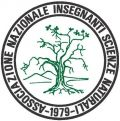 ASSOCIAZIONE NAZIONALE INSEGNANTI SCIENZE NATURALI
-1979-